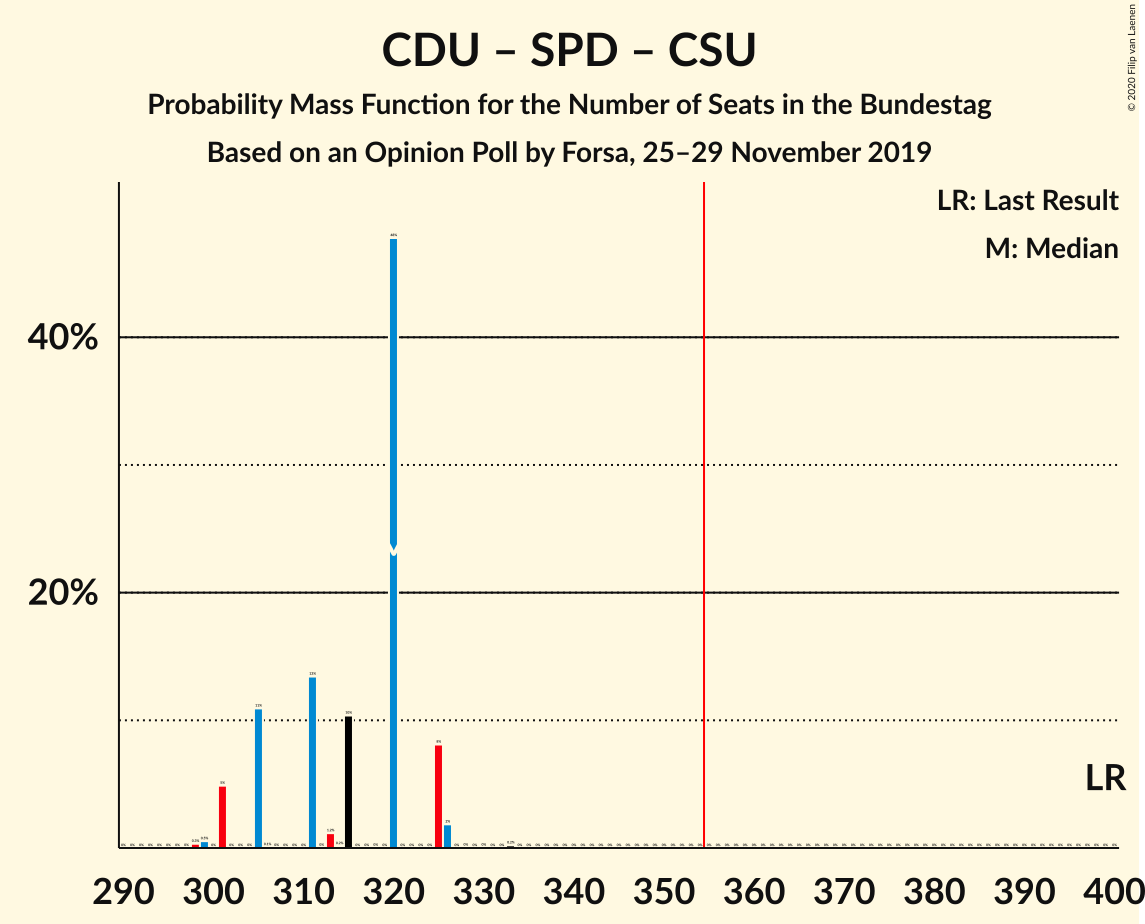 CDU – SPD – CSU
Probability Mass Function for the Number of Seats in the Bundestag
Based on an Opinion Poll by Forsa, 25–29 November 2019
© 2020 Filip van Laenen
LR: Last Result
M: Median
40%
20%
M
LR
290 300 310 320 330 340 350 360 370 380 390 400